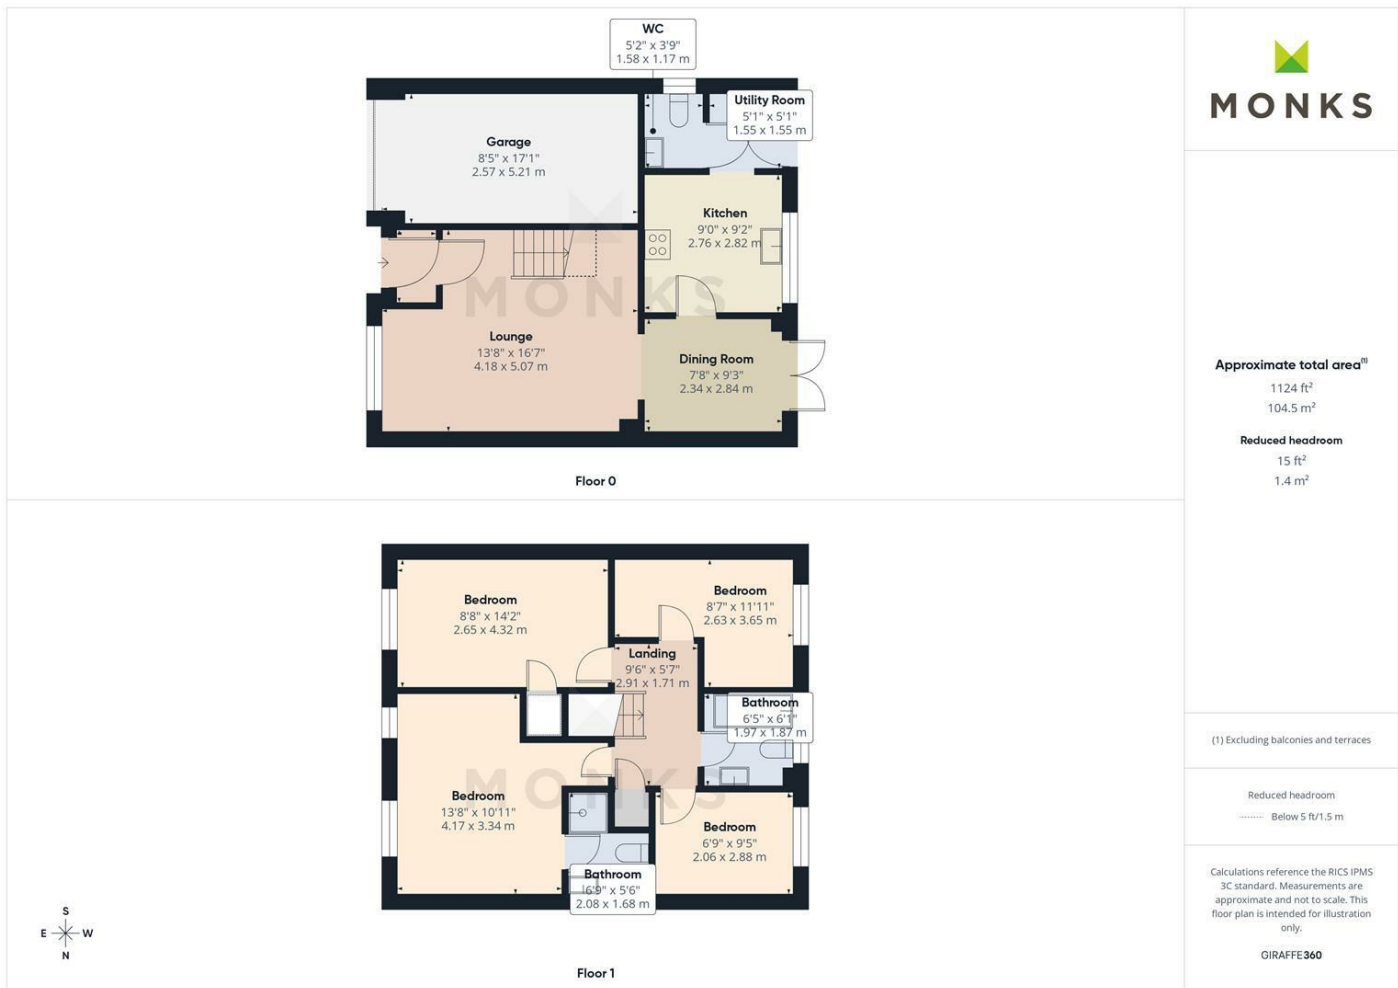 WC
5'2" x 3'9"
1.58 x 1.17 m
Utility Room
5'1" x 5'1"
1.55 x 1.55 m
Garage
8'5" x 17'1"
2.57 x 5.21 m
Kitchen
9'0" x 9'2"
2.76 x 2.82 m
MONKS
Lounge
13'8" x 16'7"
4.18 x 5.07 m
Dining Room
7'8" x 9'3"
2.34 x 2.84 m
Floor 0
Bedroom
8'8" x 14'2"
2.65 x 4.32 m
Bedroom
8'7" x 11'11"
2.63 x 3.65 m
Landing
9'6" x 5'7"
2.91 x 1.71 m
Bathroom
6'5" x 6'1"
1.97 x 1.87 m
MONKS
Bedroom
13'8" x 10'11"
4.17 x 3.34 m
Bedroom
6'9" x 9'5"
2.06 x 2.88 m
Bathroom
6'9" x 5'6"
2.08 x 1.68 m
S
E W
N
Floor 1
MONKS
Approximate total area(1)
1124 ft²
104.5 m²
Reduced headroom
15 ft²
1.4 m²
(1) Excluding balconies and terraces
Reduced headroom
Below 5 ft/1.5 m
Calculations reference the RICS IPMS
3C standard. Measurements are
approximate and not to scale. This
floor plan is intended for illustration
only.
GIRAFFE360